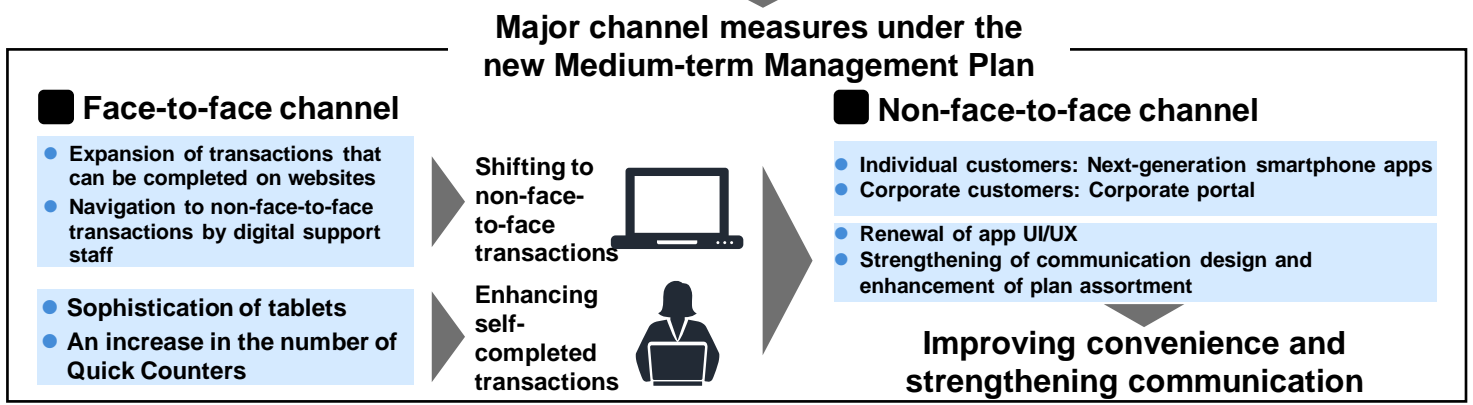 Major channel measures under the
new Medium-term Management Plan
Face-to-face channel
Expansion of transactions that
can be completed on websites
Navigation to non-face-to-face
transactions by digital support
staff
Sophistication of tablets
An increase in the number of
Quick Counters
Shifting to
non-face-
to-face
transactions
Enhancing
self-
completed
transactions
Non-face-to-face channel
Individual customers: Next-generation smartphone apps
Corporate customers: Corporate portal
Renewal of app UI/UX
Strengthening of communication design and
enhancement of plan assortment
Improving convenience and
strengthening communication